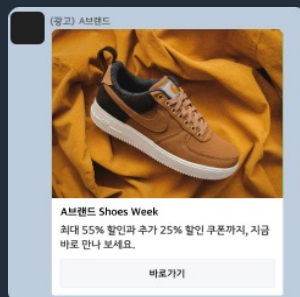 (광고) A브랜드
A브랜드 Shoes Week
최대 55% 할인과 추가 25% 할인 쿠폰까지, 지금
바로 만나 보세요.
바로가기